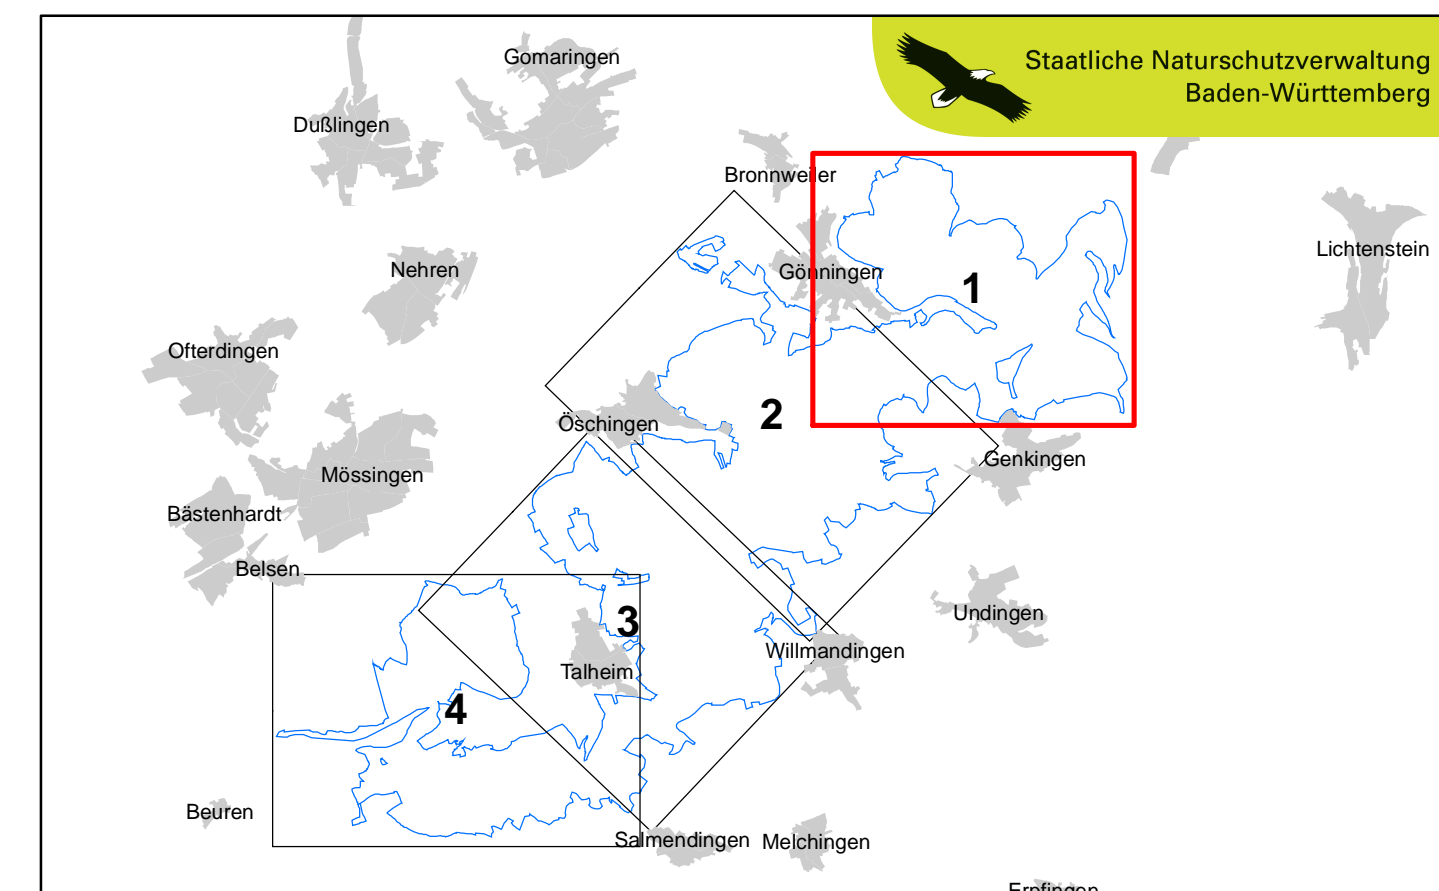 Staatliche Naturschutzverwaltung
Baden-Württemberg
Gomaringen
Dußlingen
Bronnweiler
Lichtenstein
Nehren
Gönningen
1
Ofterdingen
2
Öschingen
Genkingen
Mössingen
Bästenhardt
Belsen
Undingen
3
Willmandingen
Talheim
4
Beuren
Salmendingen
Melchingen
Erpfingen